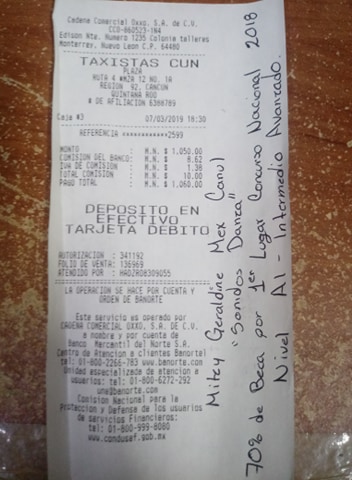 Cadena Comercial Oxxo, S.A. de C.V.
CCO-860523-1N4
Edison Nte. Numero 1235 Colonia talleres
Monterrey, Nuevo Leon C.P. 64480
TAXISTAS CUN
PLAZA
RUTA 4 #MZA 12 NO. 1A
REGION 92, CANCUN
QUINTANA ROO
# DE AFILIACION 6368789
Caja #3 07/03/2019 16:30
REFERENCIA ************2599
MONTO : M.N. $ 1,050.00
COMISION DEL BANCO: M.N. $ 8.62
IVA DE COMISION : M.N. $ 1.38
TOTAL COMISION : M.N. $ 10.00
PAGO TOTAL : M.N. $ 1,060.00
DEPOSITO EN
EFECTIVO
TARJETA DEBITO
AUTORIZACION : 341192
FOLIO DE VENTA: 136969
ATENDIDO POR : HADZR08309055
LA OPERACION SE HACE POR CUENTA Y
ORDEN DE BANORTE
Este servicio es operado por
CADENA COMERCIAL OXXO, S.A. DE C.V.
a nombre y por cuenta de
Banco Mercantil del Norte S.A.
Centro de Atencion a clientes Banortel
tel: 01-800-2266-783 www.banorte.com
Unidad especializada de atencion a
usuarios: tel: 01-800-6272-292
une@banorte.com
Comision Nacional para la
Proteccion y Defensa de los usuarios
de servicios Financieros:
tel: 01-800-999-8080
www.condusef.gob.mx
Mitzy Geraldine Mex Canul
"Sonidos Danza"
70% de Beca por 1er Lugar Concurso Nacional 2018
Nivel A1 - Intermedio Avanzado.